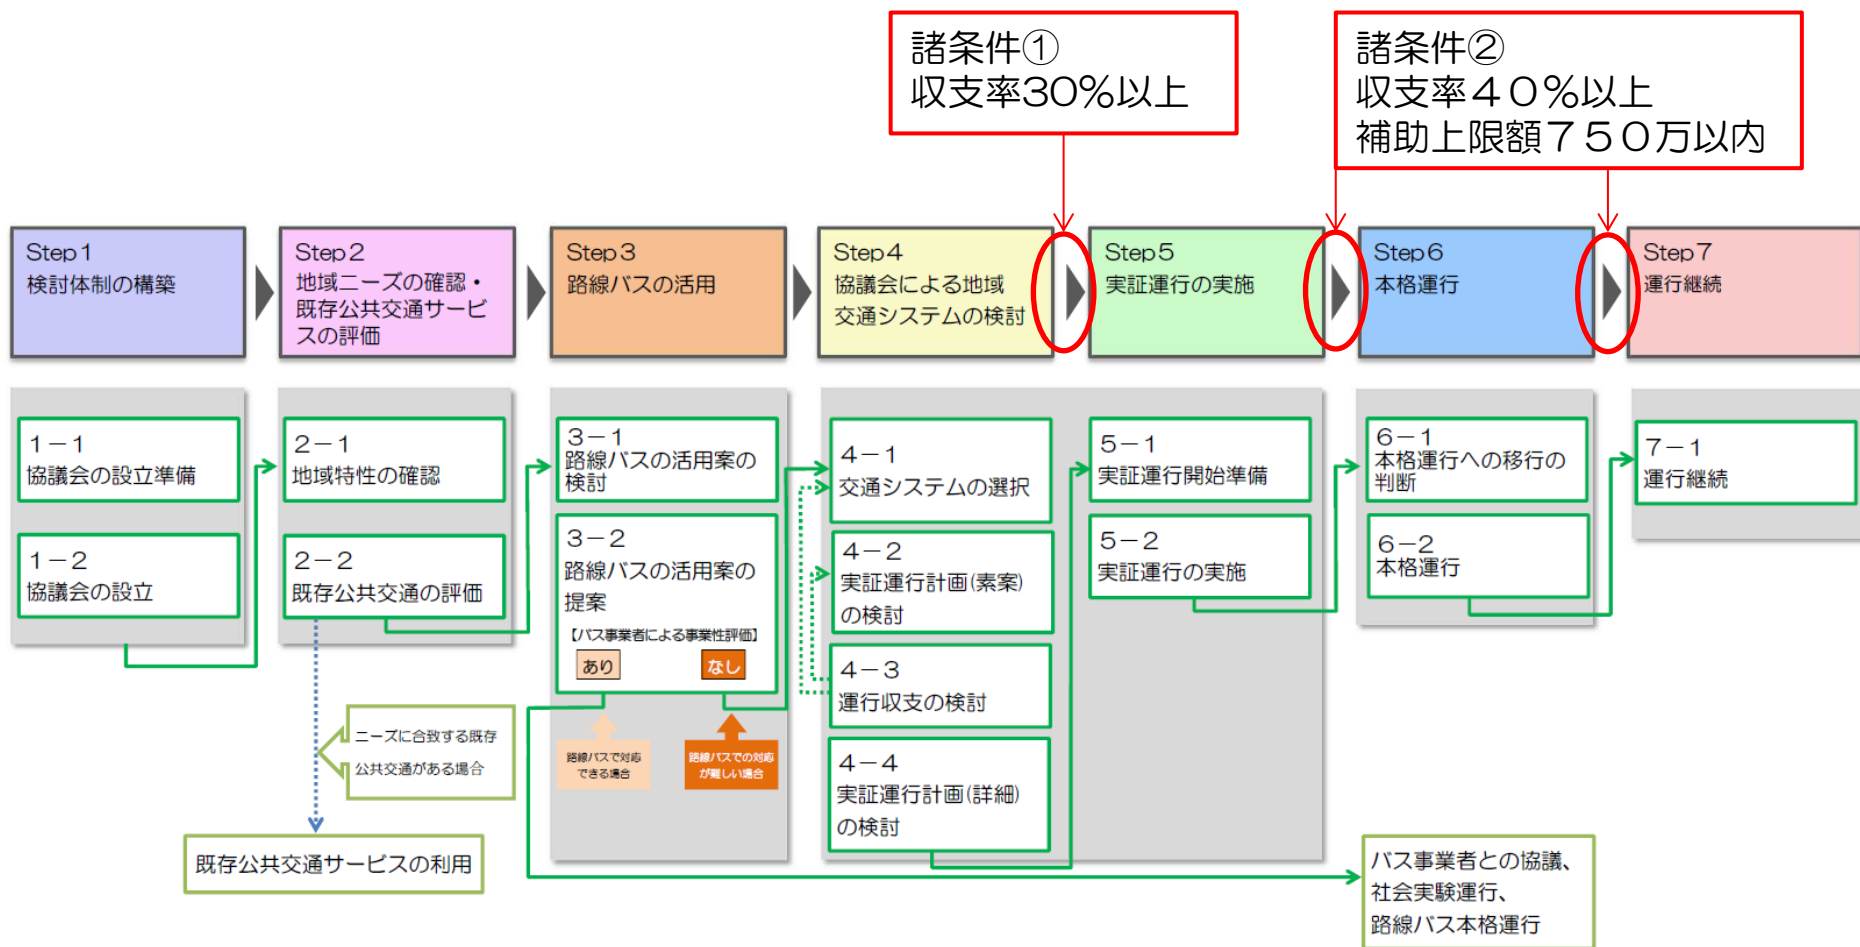 諸条件①
収支率30%以上
諸条件②
収支率４０%以上
補助上限額７５０万以内
Step1
検討体制の構築
Step2
地域ニーズの確認・
既存公共交通サービ
スの評価
Step3
路線バスの活用
Step4
協議会による地域
交通システムの検討
Step5
実証運行の実施
Step6
本格運行
Step7
運行継続
1－1
協議会の設立準備
1－2
協議会の設立
2－1
地域特性の確認
2－2
既存公共交通の評価
ニーズに合致する既存
公共交通がある場合
既存公共交通サービスの利用
3－1
路線バスの活用案の
検討
3－2
路線バスの活用案の
提案
【バス事業者による事業性評価】
あり
なし
路線バスで対応
できる場合
路線バスでの対応
が難しい場合
4－1
交通システムの選択
4－2
実証運行計画(素案)
の検討
4－3
運行収支の検討
4－4
実証運行計画(詳細)
の検討
5－1
実証運行開始準備
5－2
実証運行の実施
6－1
本格運行への移行の
判断
6－2
本格運行
7－1
運行継続
バス事業者との協議、
社会実験運行、
路線バス本格運行